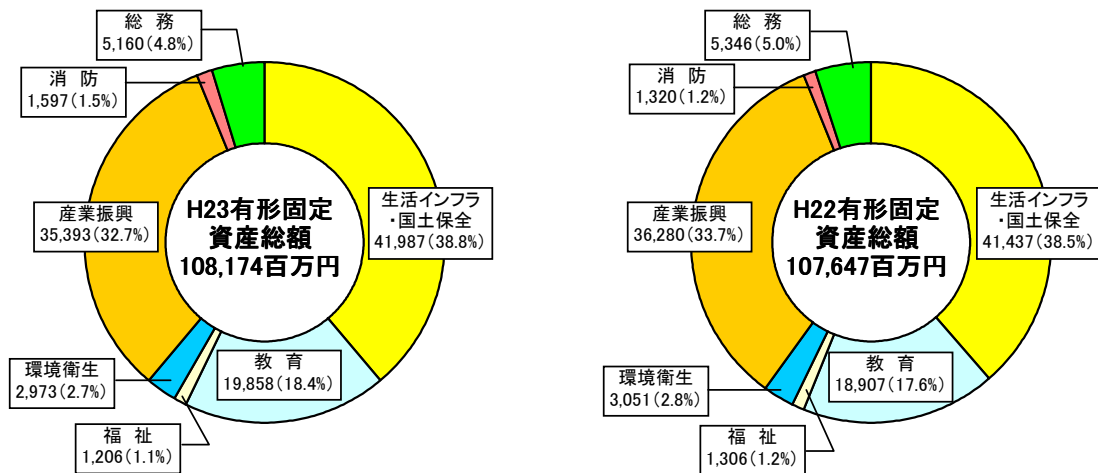 総　務
5,160(4.8%)
消　防
1,597(1.5%)
生活インフラ
・国土保全
41,987(38.8%)
産業振興
35,393(32.7%)
H23有形固定
資産総額
108,174百万円
教　育
19,858(18.4%)
環境衛生
2,973(2.7%)
福　祉
1,206(1.1%)
総　務
5,346(5.0%)
消　防
1,320(1.2%)
生活インフラ
・国土保全
41,437(38.5%)
産業振興
36,280(33.7%)
H22有形固定
資産総額
107,647百万円
教　育
18,907(17.6%)
環境衛生
3,051(2.8%)
福　祉
1,306(1.2%)